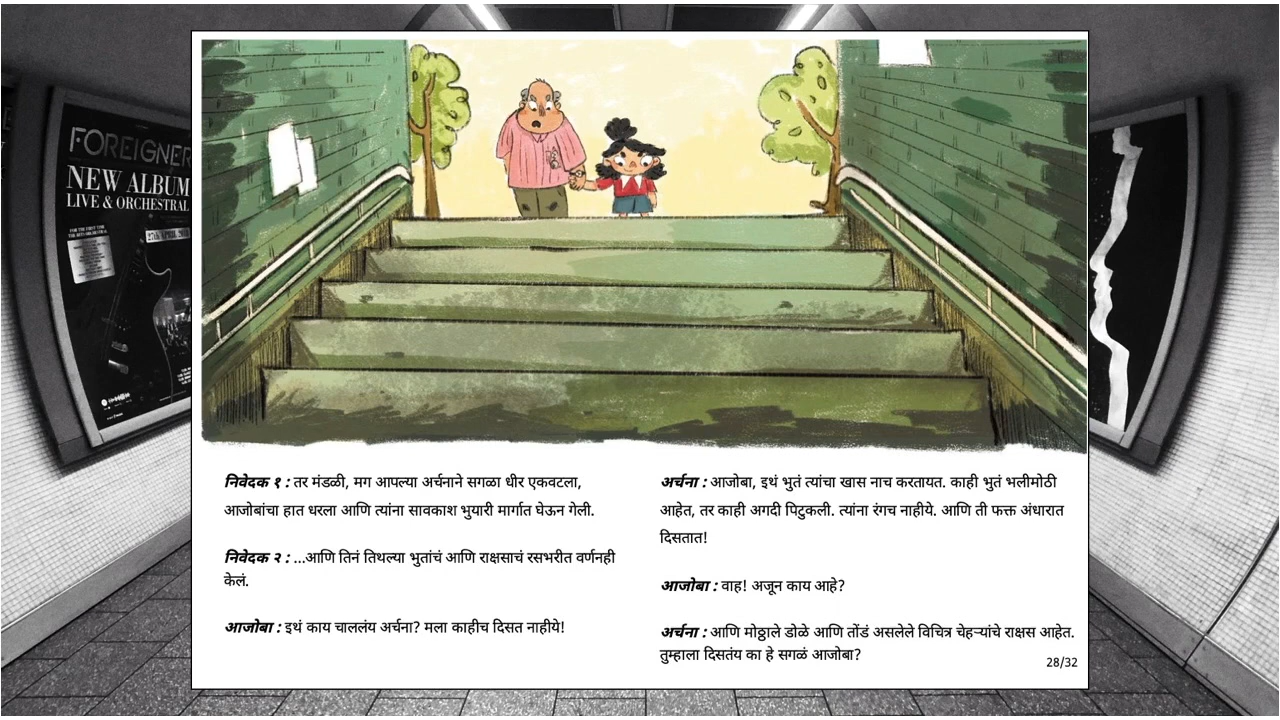 FOREIGNER
NEW ALBUM
LIVE & ORCHESTRAL
निवेदक १ : तर मंडळी, मग आपल्या अर्चनाने सगळा धीर एकवटला,
आजोबांचा हात धरला आणि त्यांना सावकाश भुयारी मार्गात घेऊन गेली.
निवेदक २ : ...आणि तिनं तिथल्या भुतांचं आणि राक्षसाचं रसभरीत वर्णनही
केलं.
आजोबा : इथं काय चाललंय अर्चना? मला काहीच दिसत नाहीये!
अर्चना : आजोबा, इथं भुतं त्यांचा खास नाच करतायत. काही भुतं भलीमोठी
आहेत, तर काही अगदी पिटुकली. त्यांना रंगच नाहीये. आणि ती फक्त अंधारात
दिसतात!
आजोबा : वाह! अजून काय आहे?
अर्चना : आणि मोठ्ठाले डोळे आणि तोंडं असलेले विचित्र चेहऱ्यांचे राक्षस आहेत.
तुम्हाला दिसतंय का हे सगळं आजोबा?
28/32